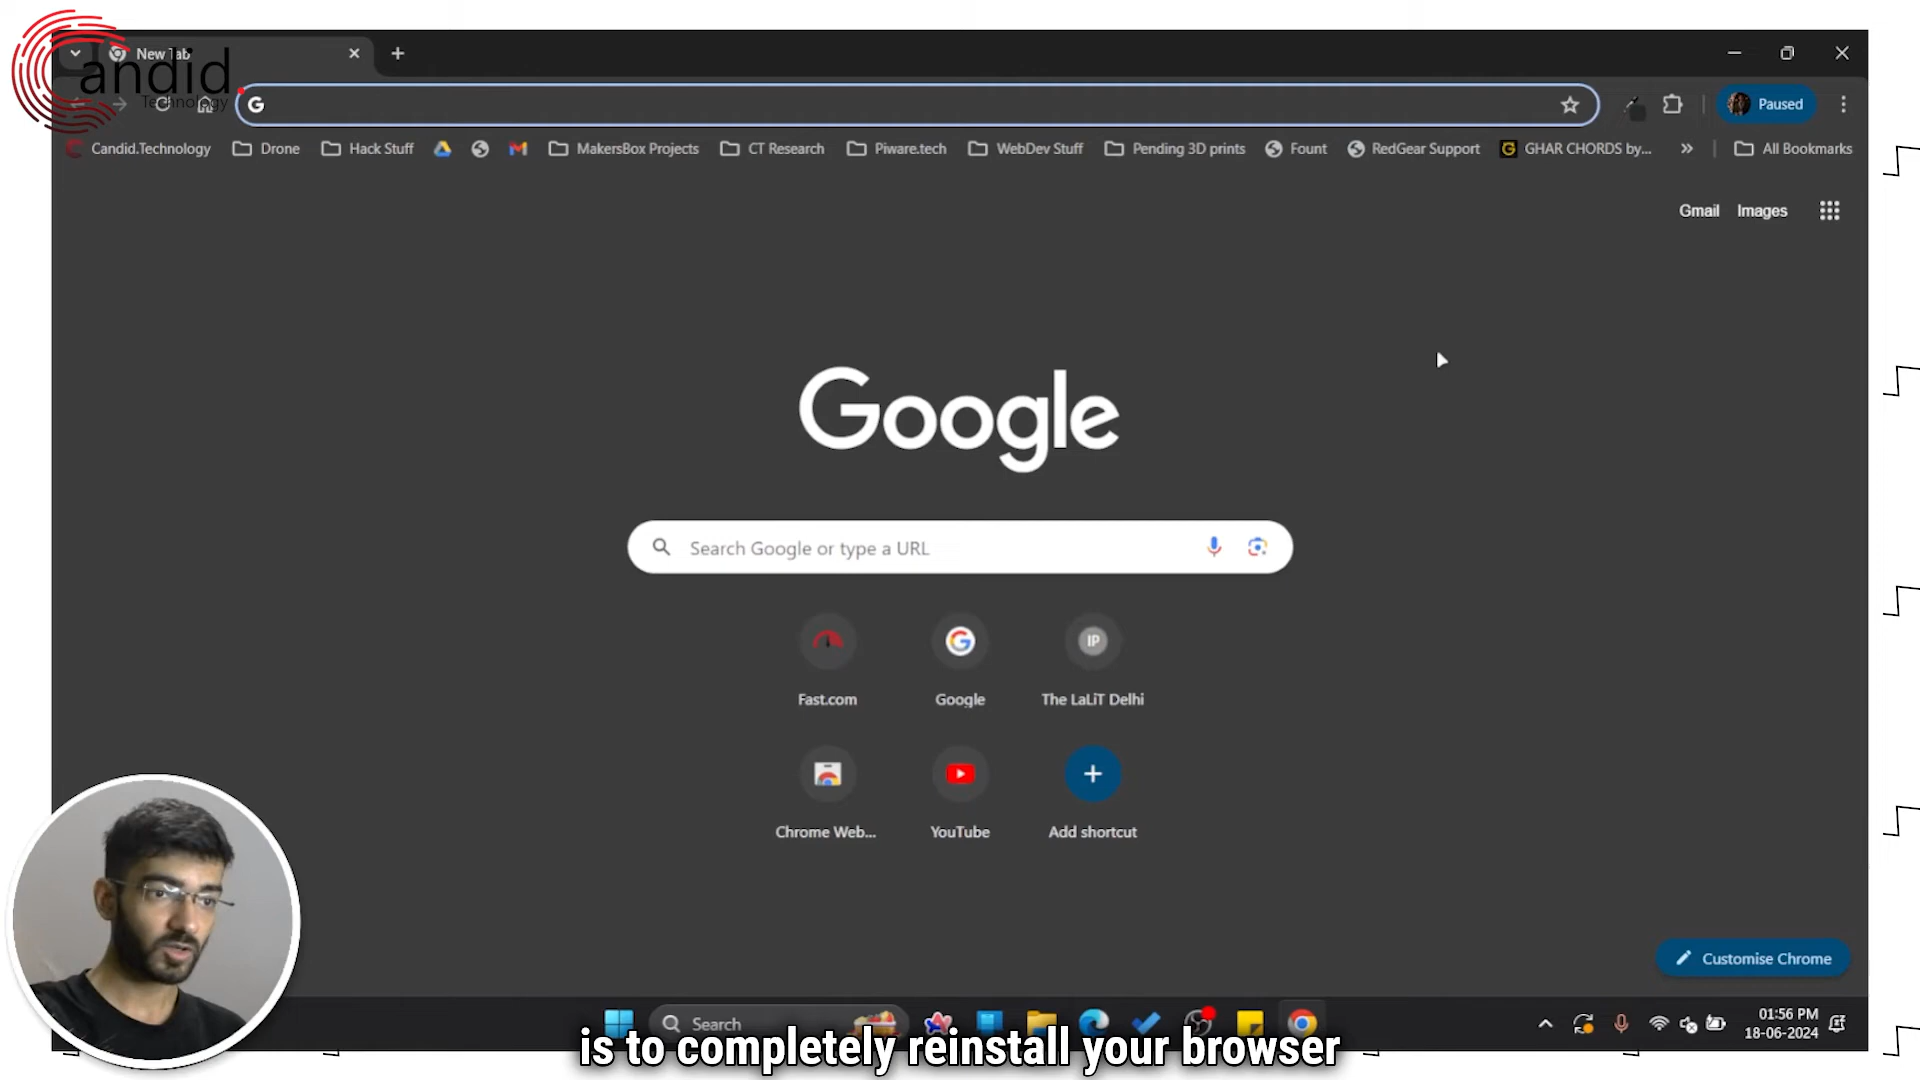 New Tab
Candid
Technology
Paused
Candid.Technology
Drone
Hack Stuff
MakersBox Projects
CT Research
Piware.tech
WebDev Stuff
Pending 3D prints
Fount
RedGear Support
GHAR CHORDS by...
All Bookmarks
Gmail
Images
Google
Search Google or type a URL
IP
Fast.com
Google
The LaLiT Delhi
Chrome Web...
YouTube
Add shortcut
Customise Chrome
Search
01:56 PM
18-06-2024
is to completely reinstall your browser